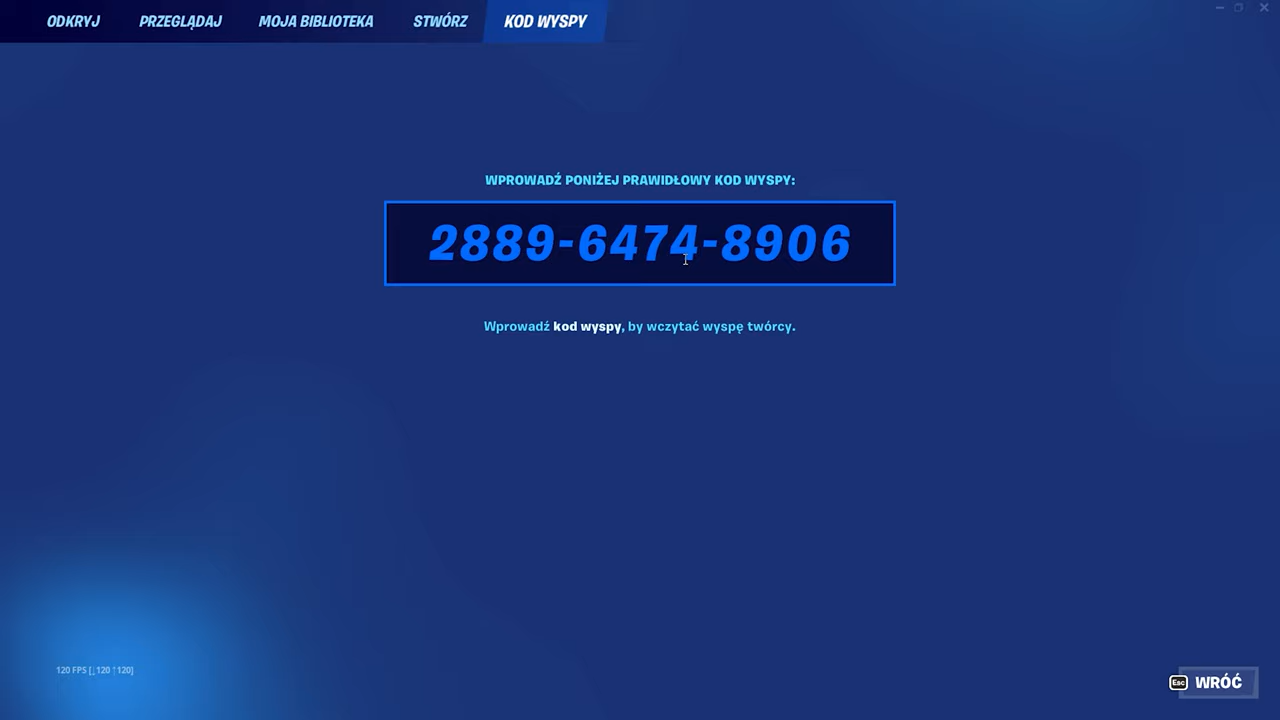 ODKRYJ PRZEGLĄDAJ MOJA BIBLIOTEKA STWÓRZ KOD WYSPY
WPROWADŹ PONIŻEJ PRAWIDŁOWY KOD WYSPY:
2889-6474-8906
Wprowadź kod wyspy, by wczytać wyspę twórcy.
120 FPS [↓120 ↑120]
Esc WRÓĆ